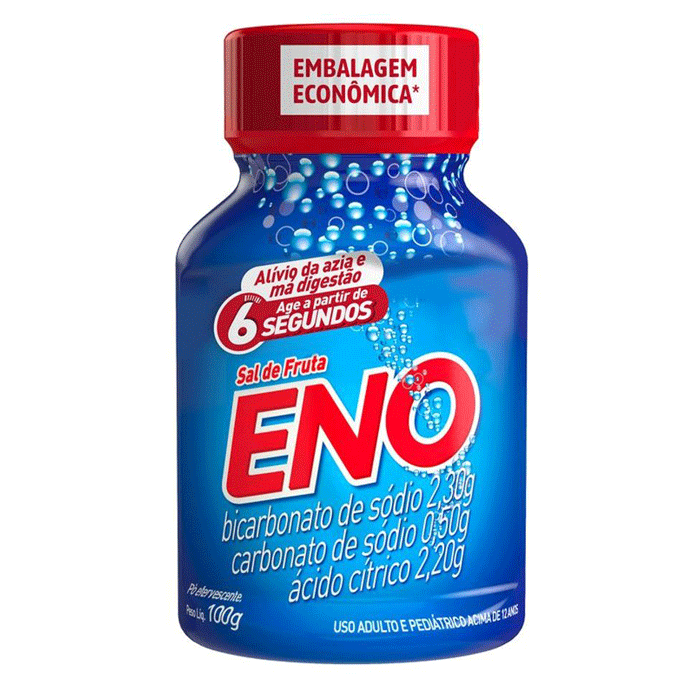 EMBALAGEM
ECONÔMICA*
Alívio da azia e
má digestão
6 Age a partir de
SEGUNDOS
Sal de Fruta
ENO
bicarbonato de sódio 2,30g
carbonato de sódio 0,50g
ácido cítrico 2,20g
Pó efervescente.
Peso Líq. 100g
USO ADULTO E PEDIÁTRICO ACIMA DE 12 ANOS